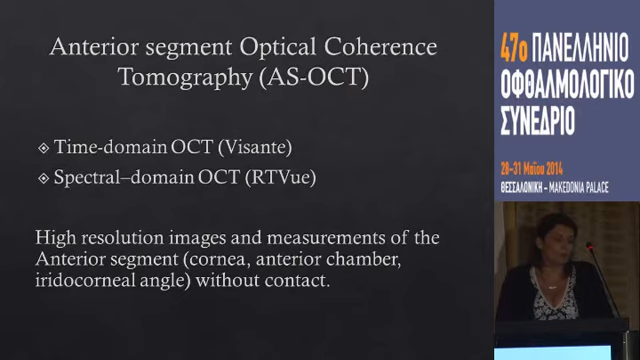 Anterior segment Optical Coherence
Tomography (AS-OCT)
Time-domain OCT (Visante)
Spectral–domain OCT (RTVue)
High resolution images and measurements of the
Anterior segment (cornea, anterior chamber,
iridocorneal angle) without contact.
47ο ΠΑΝΕΛΛΗΝΙΟ
ΟΦΘΑΛΜΟΛΟΓΙΚΟ
ΣΥΝΕΔΡΙΟ
28-31 Μαΐου 2014
ΘΕΣΣΑΛΟΝΙΚΗ - MAKEDONIA PALACE